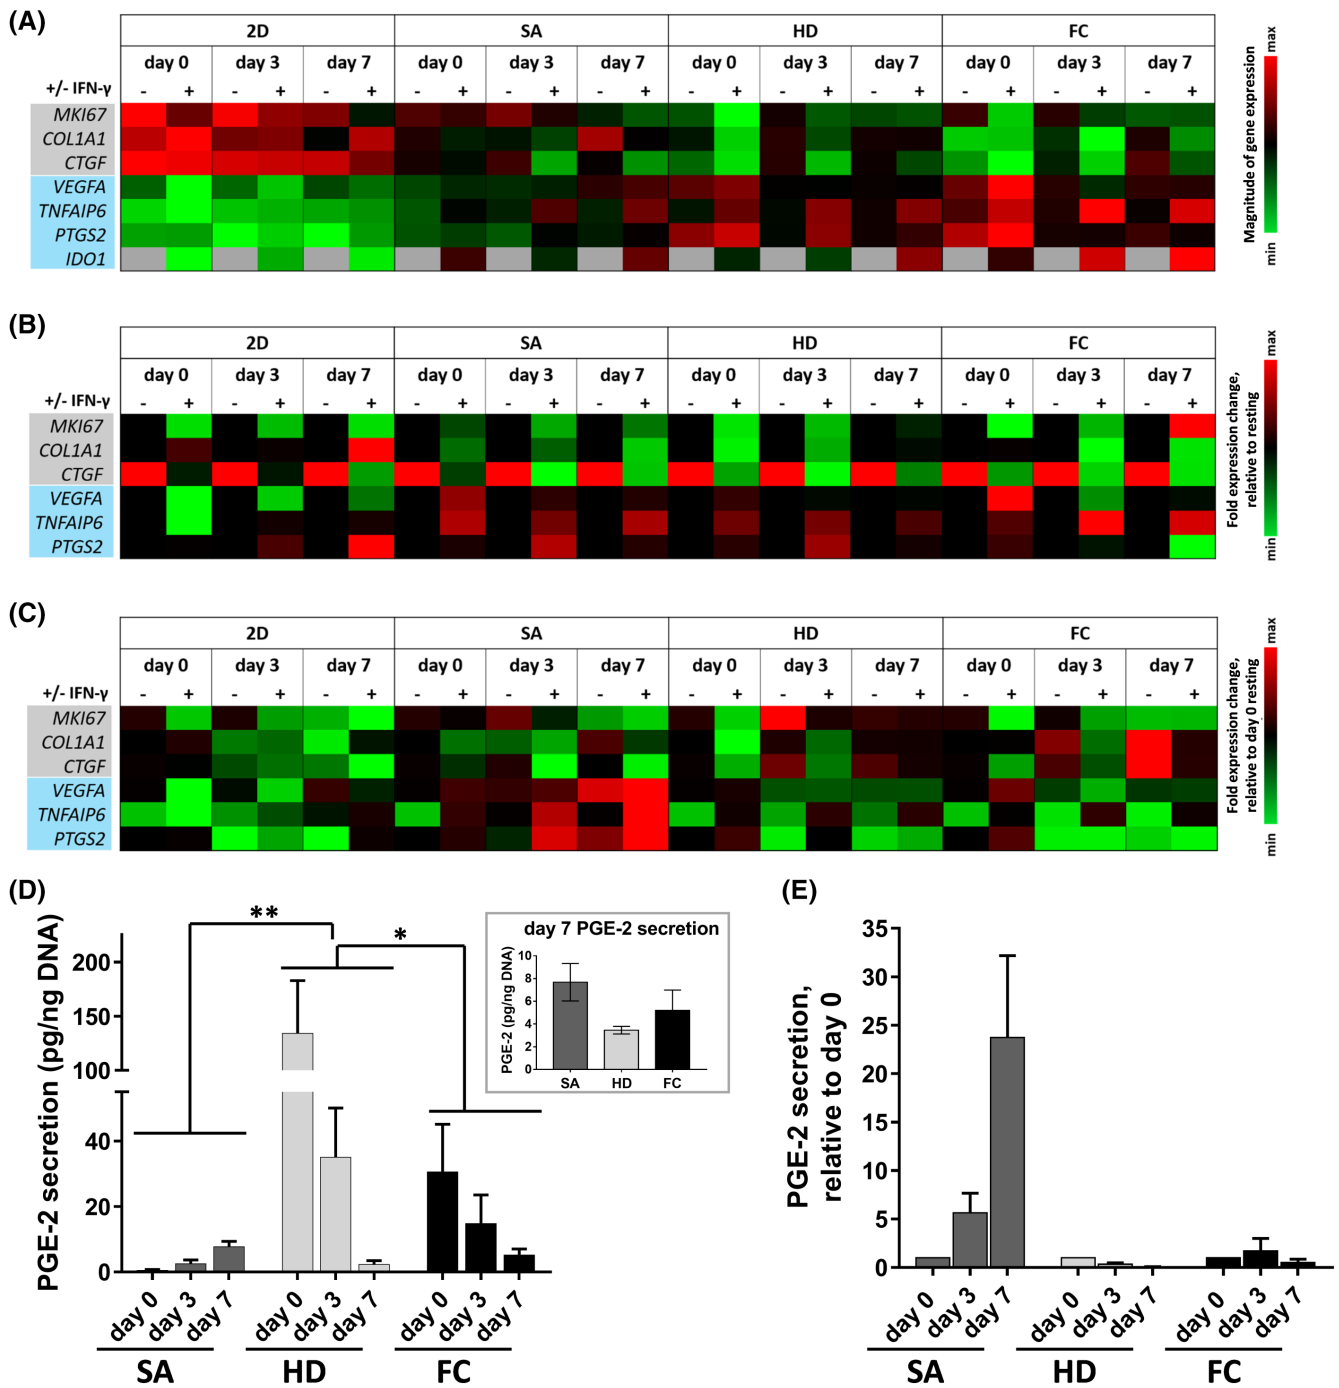 (A)
2D SA HD FC
day 0 day 3 day 7 day 0 day 3 day 7 day 0 day 3 day 7 day 0 day 3 day 7
+/- IFN-γ - + - + - + - + - + - + - + - + - + - + - + - +
MKI67
COL1A1
CTGF
VEGFA
TNFAIP6
PTGS2
IDO1
Magnitude of gene expression
max
min
(B)
2D SA HD FC
day 0 day 3 day 7 day 0 day 3 day 7 day 0 day 3 day 7 day 0 day 3 day 7
+/- IFN-γ - + - + - + - + - + - + - + - + - + - + - + - +
MKI67
COL1A1
CTGF
VEGFA
TNFAIP6
PTGS2
Fold expression change,
relative to resting
max
min
(C)
2D SA HD FC
day 0 day 3 day 7 day 0 day 3 day 7 day 0 day 3 day 7 day 0 day 3 day 7
+/- IFN-γ - + - + - + - + - + - + - + - + - + - + - + - +
MKI67
COL1A1
CTGF
VEGFA
TNFAIP6
PTGS2
Fold expression change,
relative to day 0 resting
max
min
(D)
PGE-2 secretion (pg/ng DNA)
200
150
100
40
20
0
**
*
day 0 day 3 day 7 day 0 day 3 day 7 day 0 day 3 day 7
SA HD FC
day 7 PGE-2 secretion
PGE-2 (pg/ng DNA)
10
8
6
4
2
0
SA HD FC
(E)
PGE-2 secretion,
relative to day 0
35
30
25
20
15
10
5
0
day 0 day 3 day 7 day 0 day 3 day 7 day 0 day 3 day 7
SA HD FC